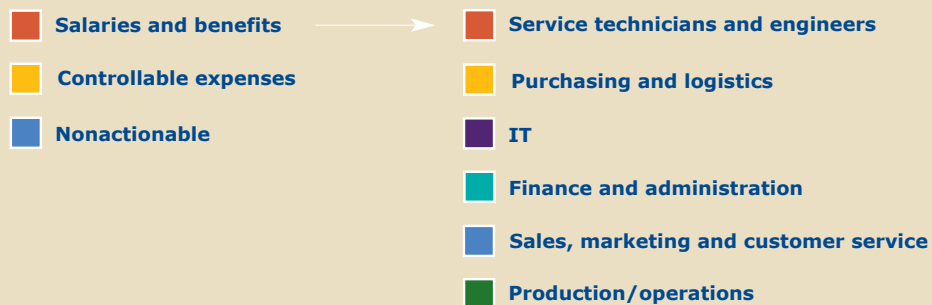 Salaries and benefits
Controllable expenses
Nonactionable
Service technicians and engineers
Purchasing and logistics
IT
Finance and administration
Sales, marketing and customer service
Production/operations